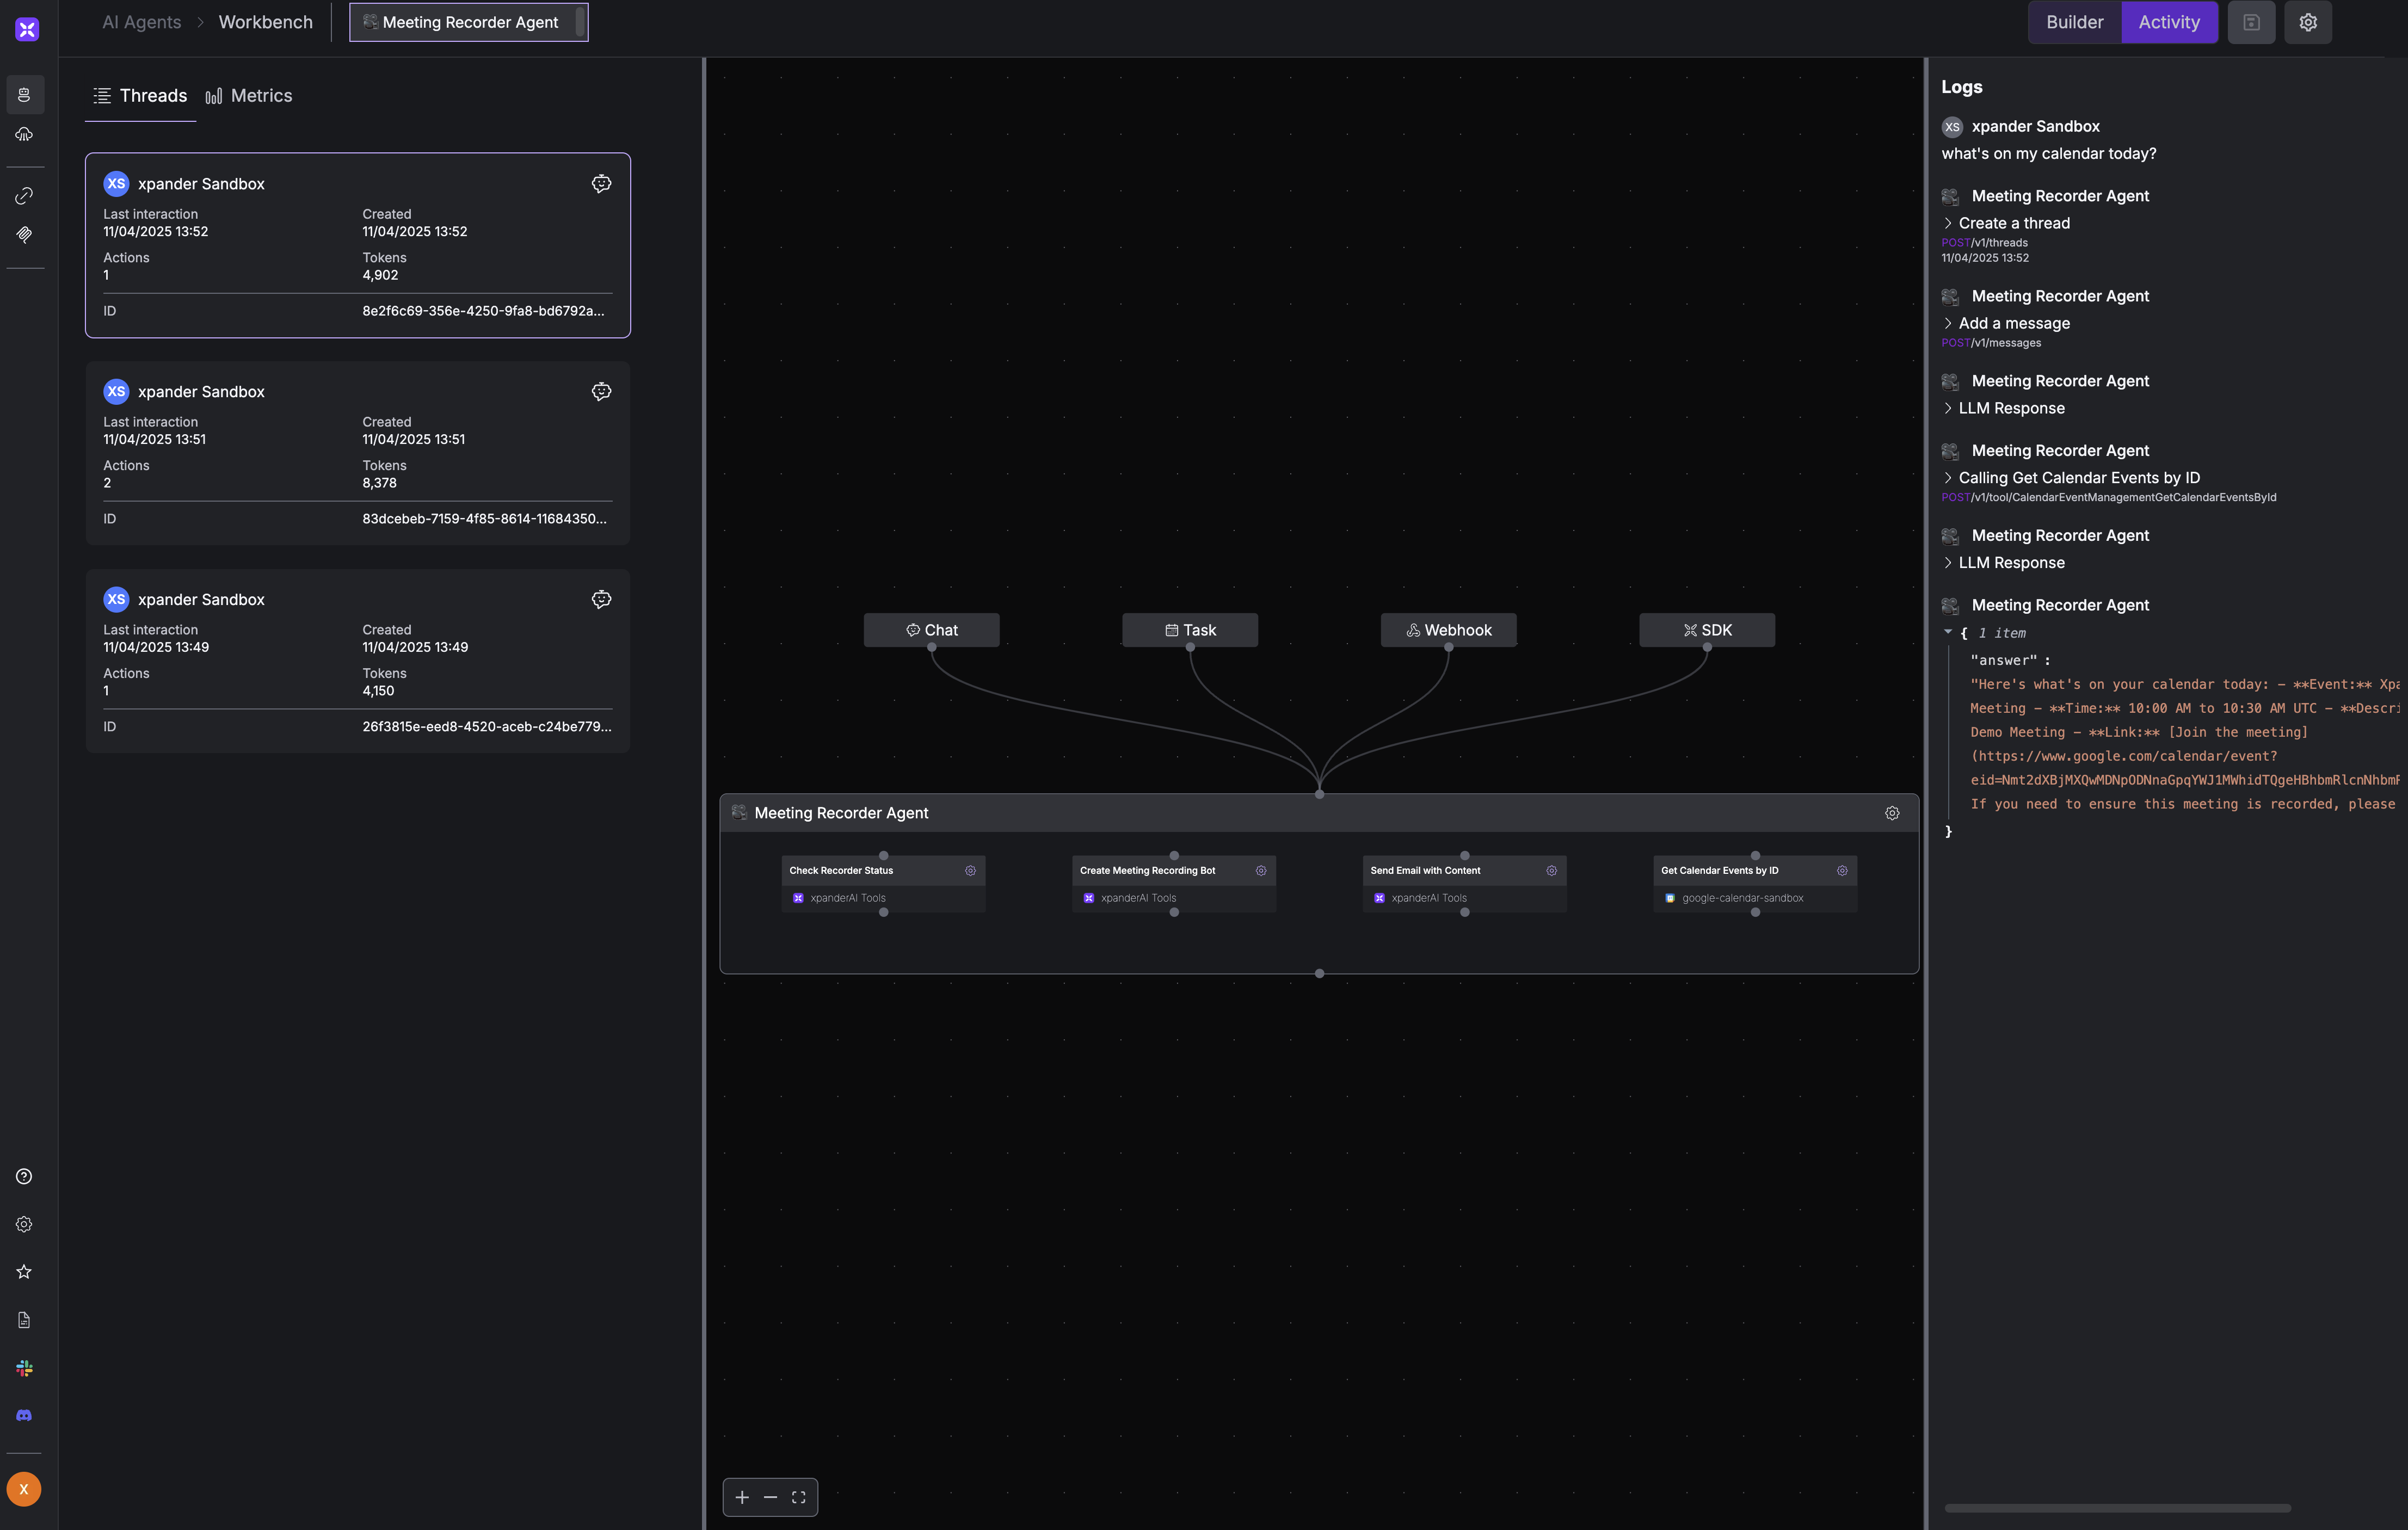 AI Agents > Workbench
Meeting Recorder Agent
Builder
Activity
Threads
Metrics
XS xpander Sandbox
Last interaction
Created
11/04/2025 13:52
11/04/2025 13:52
Actions
Tokens
1
4,902
ID
8e2f6c69-356e-4250-9fa8-bd6792a...
XS xpander Sandbox
Last interaction
Created
11/04/2025 13:51
11/04/2025 13:51
Actions
Tokens
2
8,378
ID
83dcebeb-7159-4f85-8614-11684350...
XS xpander Sandbox
Last interaction
Created
11/04/2025 13:49
11/04/2025 13:49
Actions
Tokens
1
4,150
ID
26f3815e-eed8-4520-aceb-c24be779...
X
Chat
Task
Webhook
SDK
Meeting Recorder Agent
Check Recorder Status
xpanderAI Tools
Create Meeting Recording Bot
xpanderAI Tools
Send Email with Content
xpanderAI Tools
Get Calendar Events by ID
google-calendar-sandbox
Logs
XS xpander Sandbox
what's on my calendar today?
Meeting Recorder Agent
> Create a thread
POST/v1/threads
11/04/2025 13:52
Meeting Recorder Agent
> Add a message
POST/v1/messages
Meeting Recorder Agent
> LLM Response
Meeting Recorder Agent
> Calling Get Calendar Events by ID
POST/v1/tool/CalendarEventManagementGetCalendarEventsById
Meeting Recorder Agent
> LLM Response
Meeting Recorder Agent
{ 1 item
"answer" :
"Here's what's on your calendar today: – **Event:** Xpa
Meeting – **Time:** 10:00 AM to 10:30 AM UTC – **Descri
Demo Meeting – **Link:** [Join the meeting]
(https://www.google.com/calendar/event?
If you need to ensure this meeting is recorded, please
}